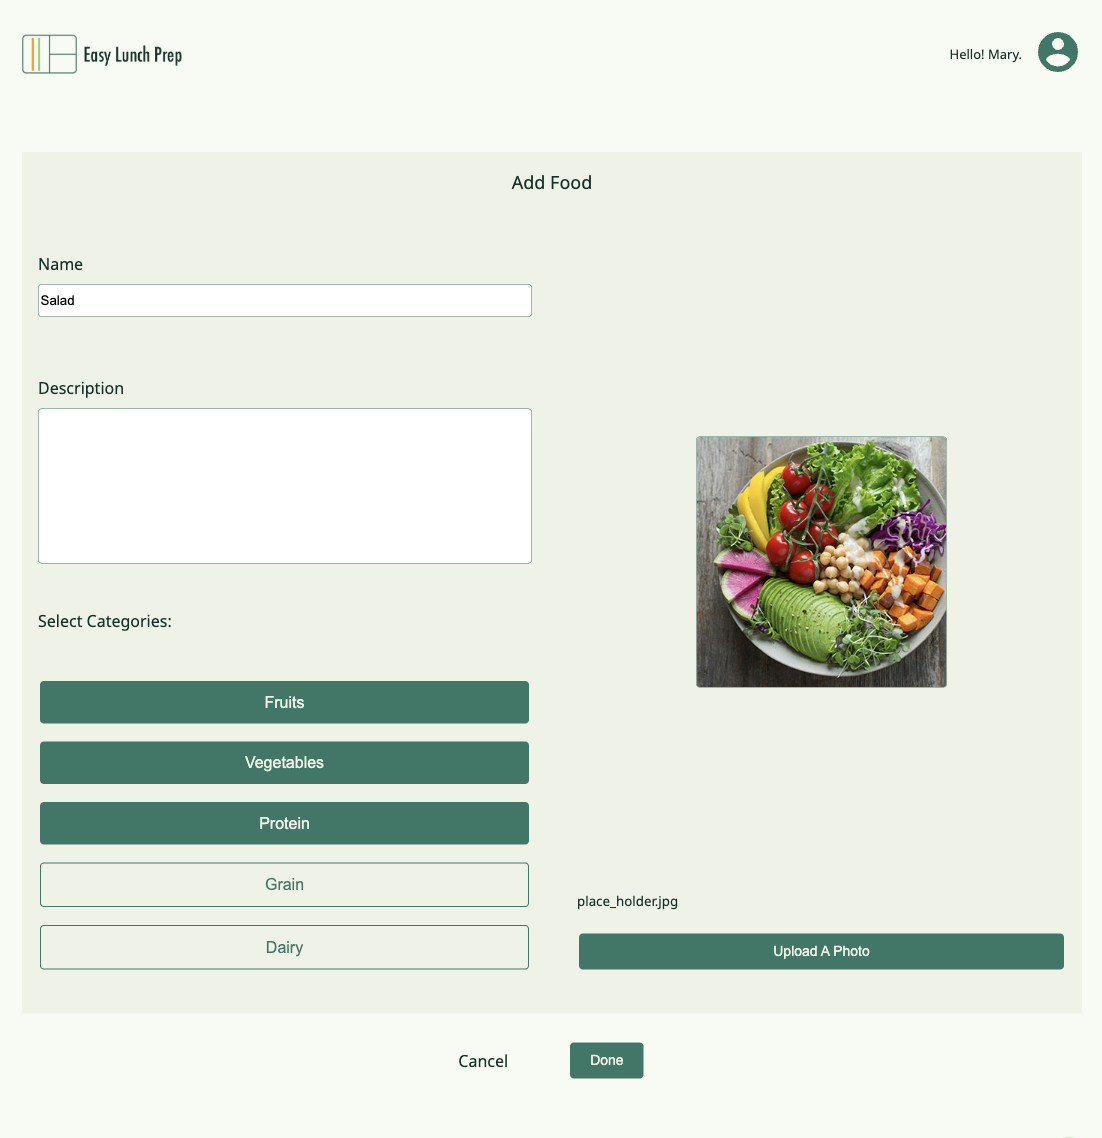 Easy Lunch Prep
Hello! Mary.
Add Food
Name
Salad
Description
Select Categories:
Fruits
Vegetables
Protein
Grain
Dairy
place_holder.jpg
Upload A Photo
Cancel
Done